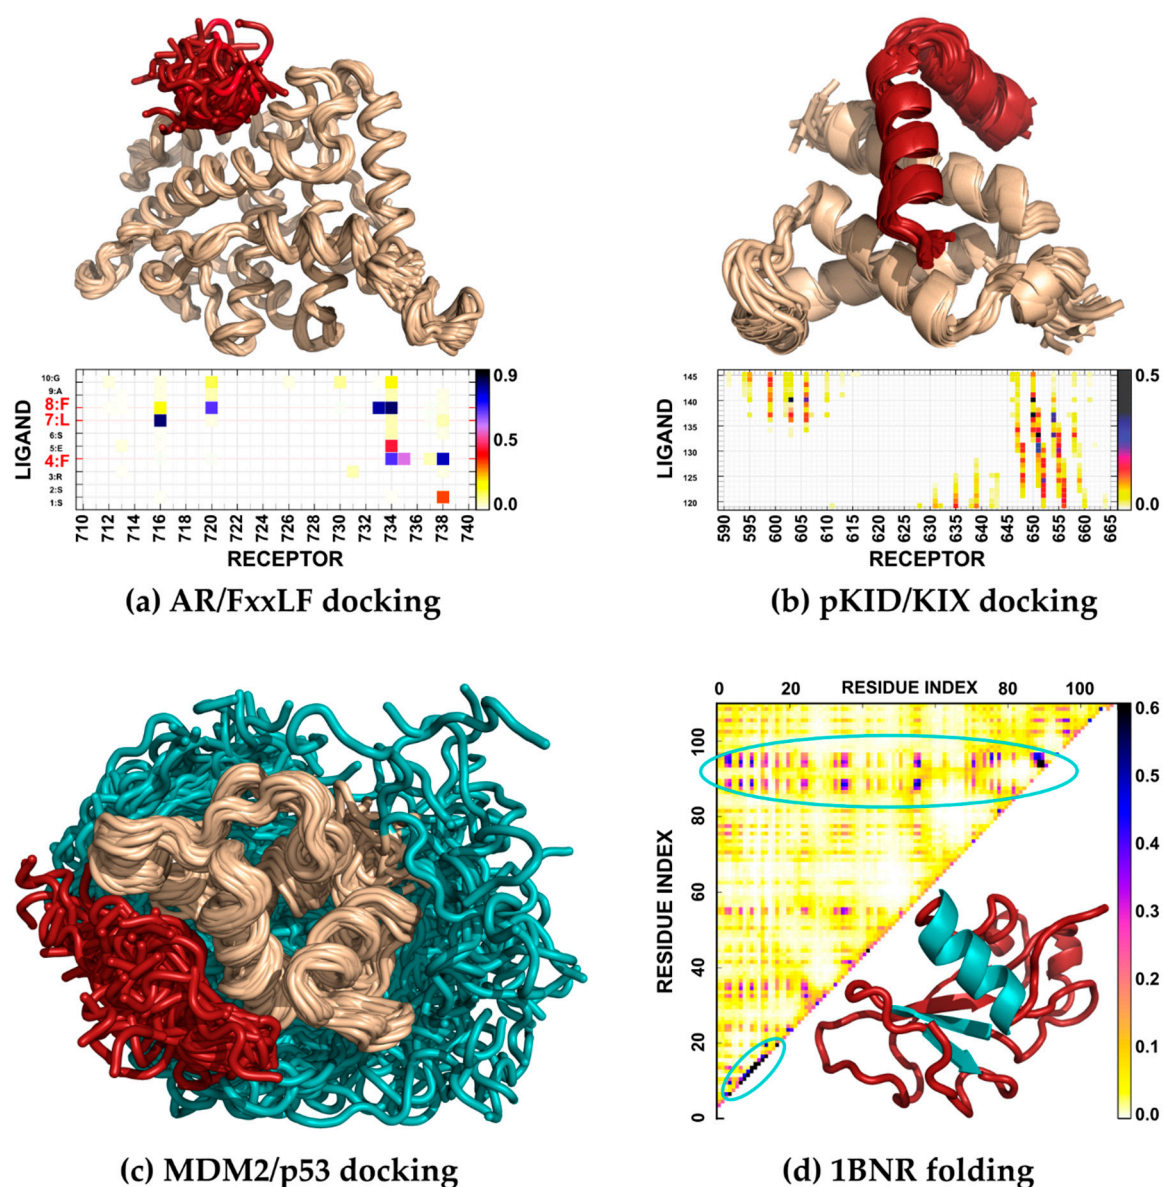 LIGAND
10:G
9:A
8:F
7:L
6:S
5:E
4:F
3:R
2:S
1:S
0.9
0.5
0.0
710 712 714 716 718 720 722 724 726 728 730 732 734 736 738 740
RECEPTOR
(a) AR/FxxLF docking
LIGAND
145
140
135
130
125
120
0.5
0.0
590 595 600 605 610 615 620 625 630 635 640 645 650 655 660 665
RECEPTOR
(b) pKID/KIX docking
(c) MDM2/p53 docking
RESIDUE INDEX
0 20 80 100
RESIDUE INDEX
100
80
60
40
20
0
0.6
0.5
0.4
0.3
0.2
0.1
0.0
(d) 1BNR folding